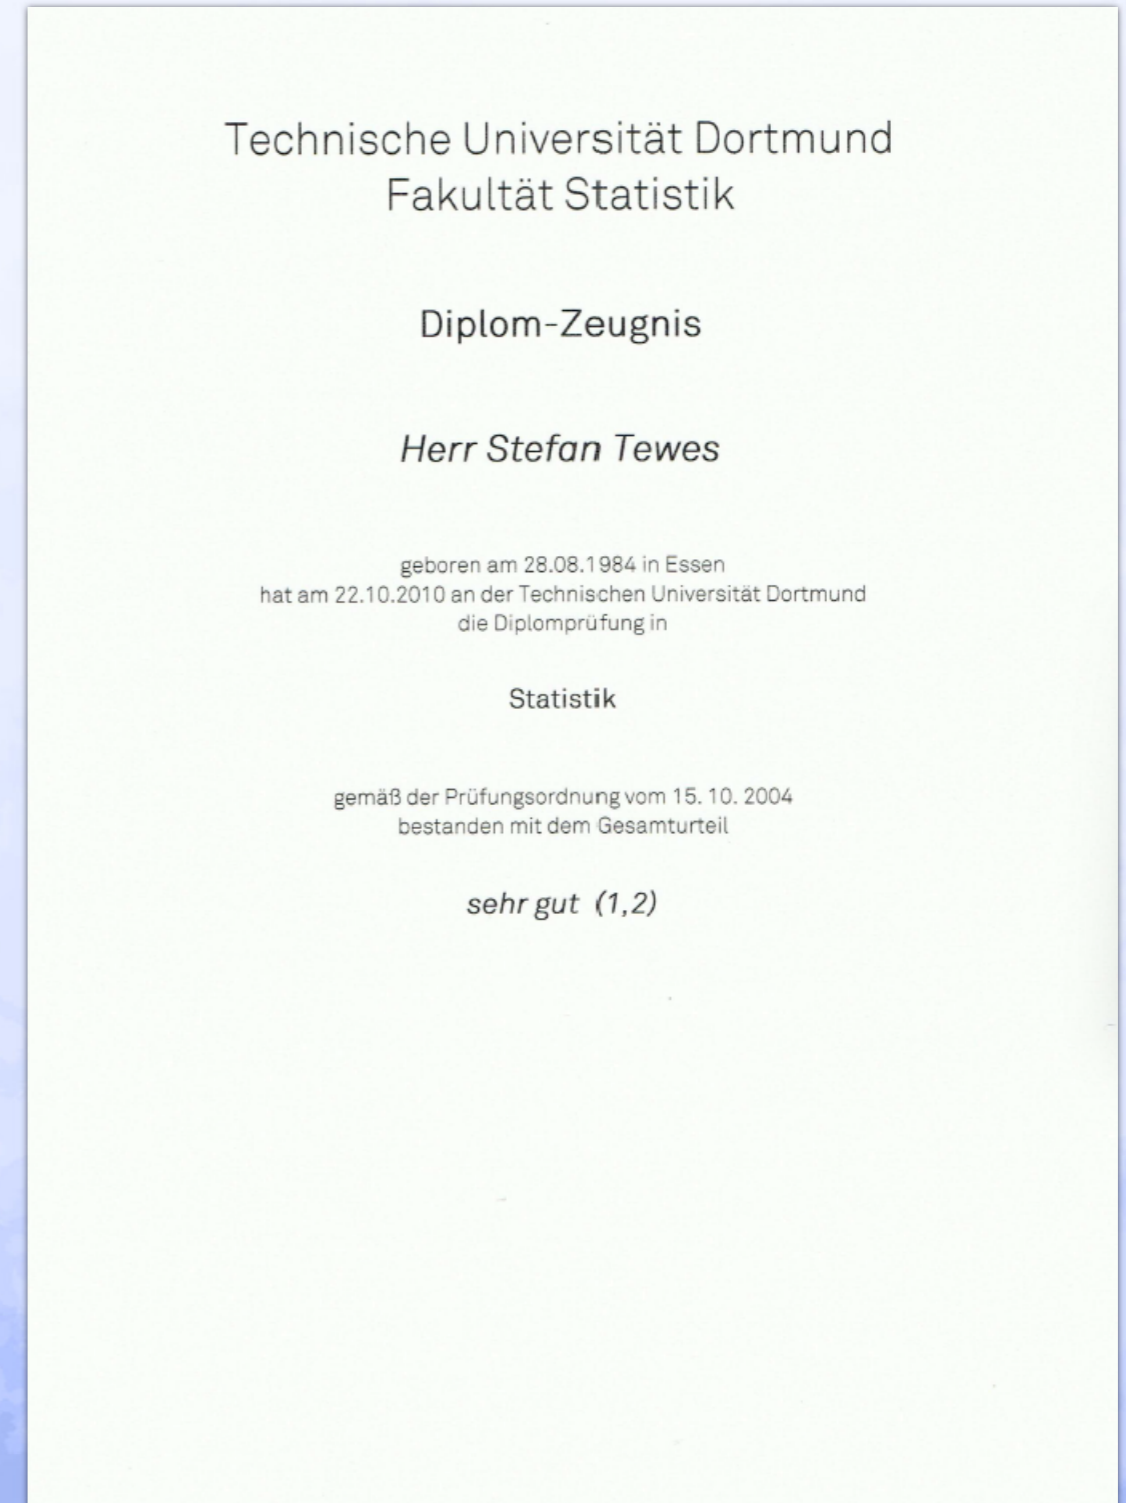 Technische Universität Dortmund
Fakultät Statistik
Diplom-Zeugnis
Herr Stefan Tewes
geboren am 28.08.1984 in Essen
hat am 22.10.2010 an der Technischen Universität Dortmund
die Diplomprüfung in
Statistik
gemäß der Prüfungsordnung vom 15. 10. 2004
bestanden mit dem Gesamturteil
sehr gut (1,2)